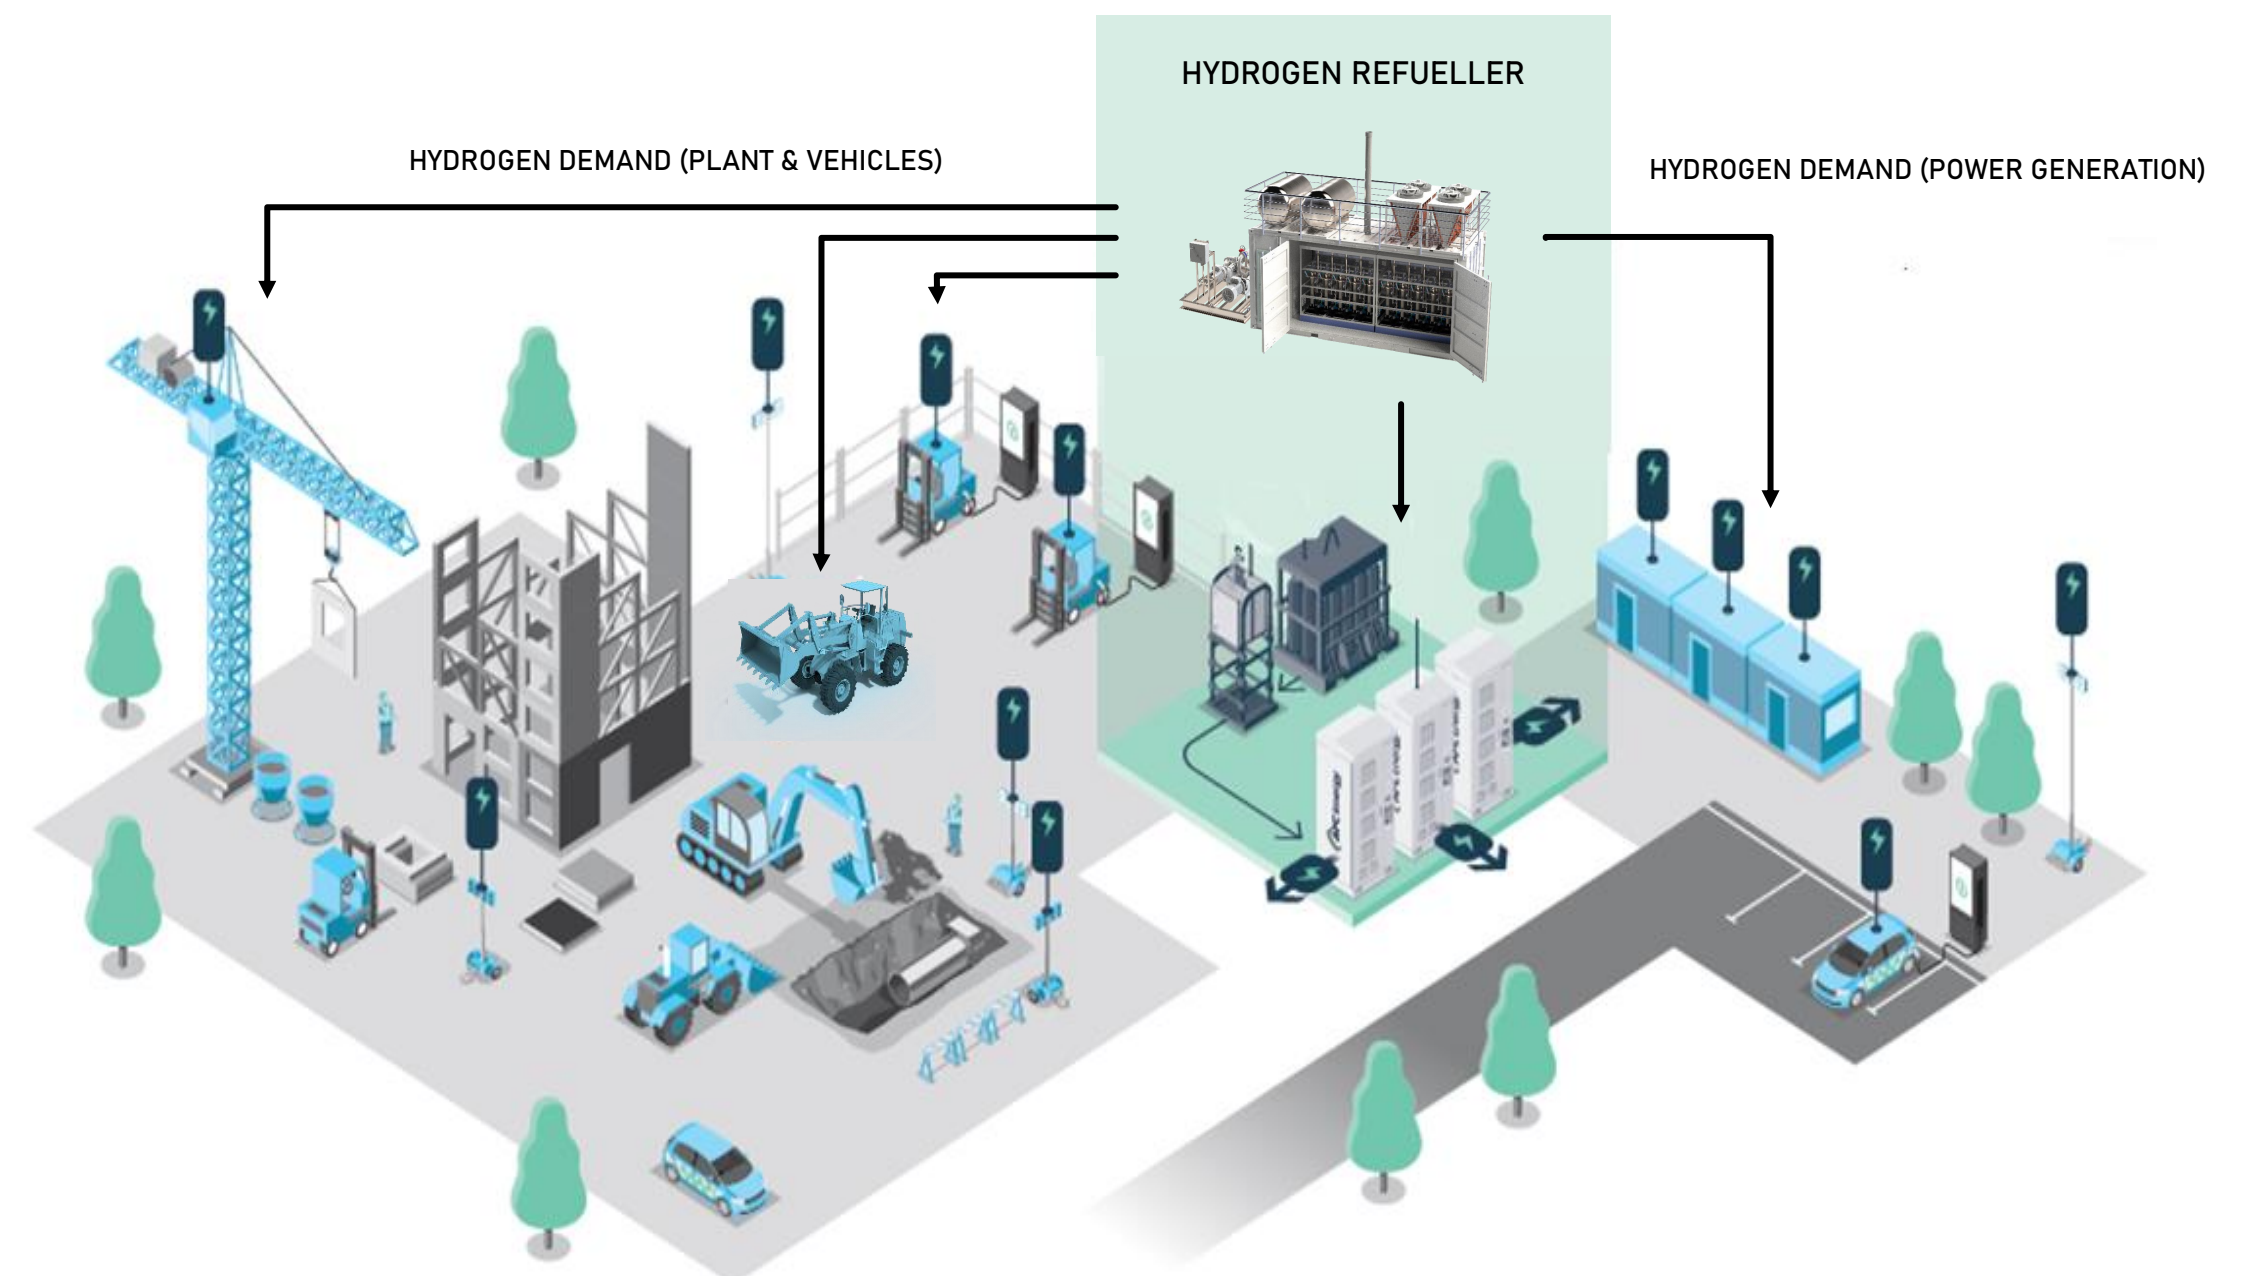 HYDROGEN REFUELLER
HYDROGEN DEMAND (PLANT & VEHICLES)
HYDROGEN DEMAND (POWER GENERATION)